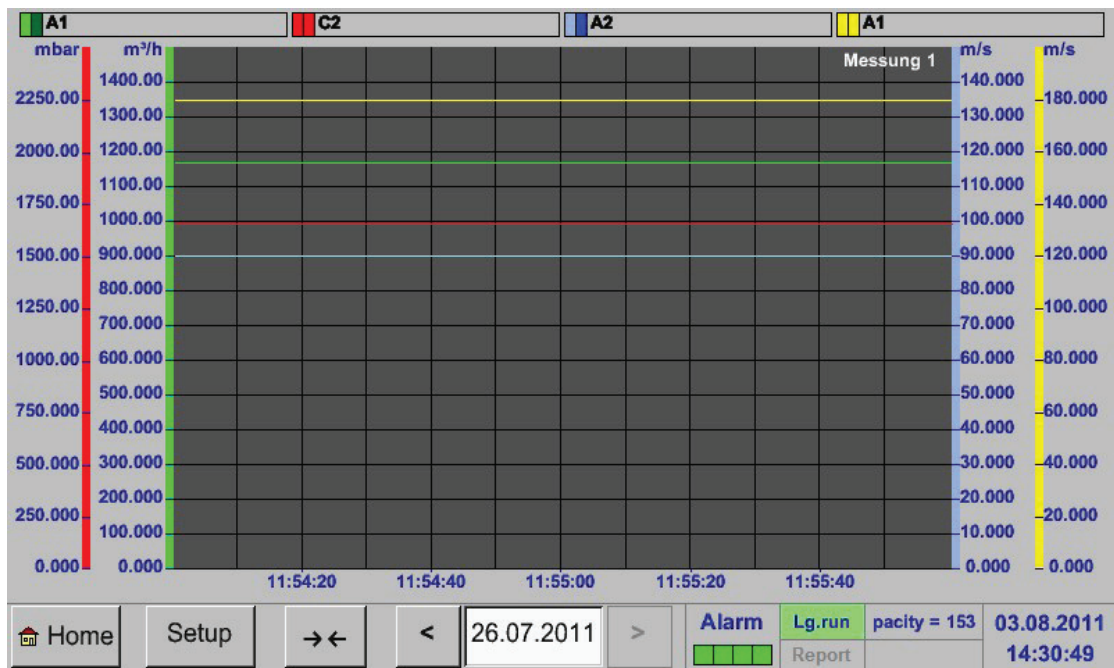 A1 C2 A2 A1
mbar m³/h m/s m/s
Messung 1
1400.00 140.000
2250.00 180.000
1300.00 130.000
2000.00 1200.00 120.000 160.000
1100.00 110.000
1750.00 140.000
1000.00 100.000
1500.00 900.000 90.000 120.000
800.000 80.000
1250.00 100.000
700.000 70.000
1000.00 600.000 60.000 80.000
500.000 50.000
750.000 60.000
400.000 40.000
500.000 300.000 30.000 40.000
200.000 20.000
250.000 20.000
100.000 10.000
0.000 0.000 0.000 0.000
11:54:20 11:54:40 11:55:00 11:55:20 11:55:40
Home Setup →← < 26.07.2011 > Alarm Lg.run pacity = 153 03.08.2011
Report 14:30:49